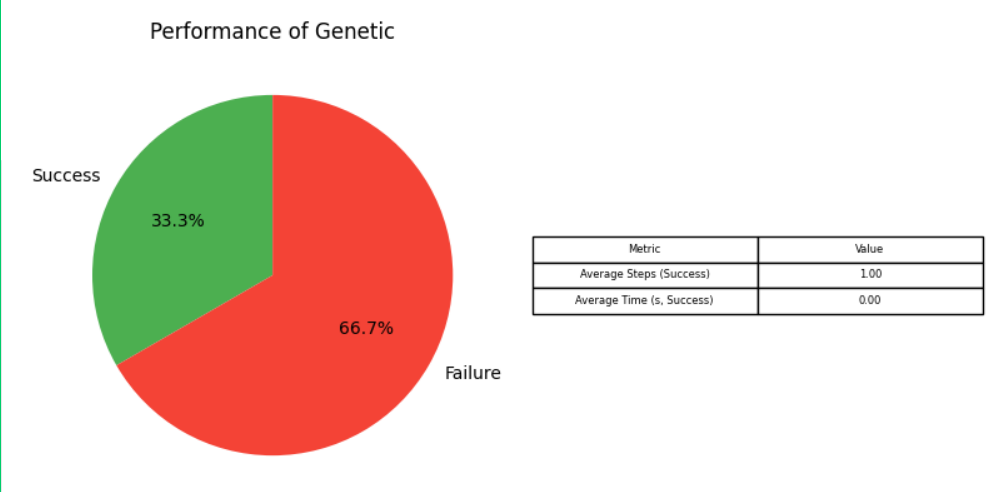 Performance of Genetic
Success
33.3%
66.7%
Failure
Metric Value
Average Steps (Success) 1.00
Average Time (s, Success) 0.00